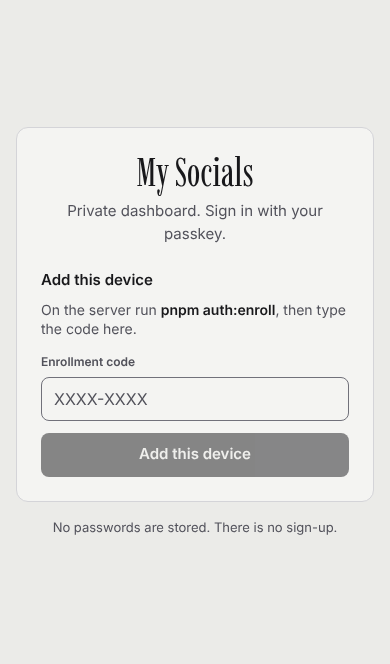 My Socials
Private dashboard. Sign in with your
passkey.
Add this device
On the server run pnpm auth:enroll, then type
the code here.
Enrollment code
XXXX-XXXX
Add this device
No passwords are stored. There is no sign-up.